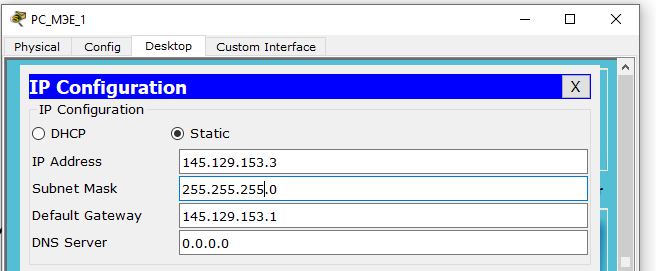 PC_МЭЕ_1
Physical Config Desktop Custom Interface
IP Configuration X
IP Configuration
DHCP Static
IP Address 145.129.153.3
Subnet Mask 255.255.255.0
Default Gateway 145.129.153.1
DNS Server 0.0.0.0